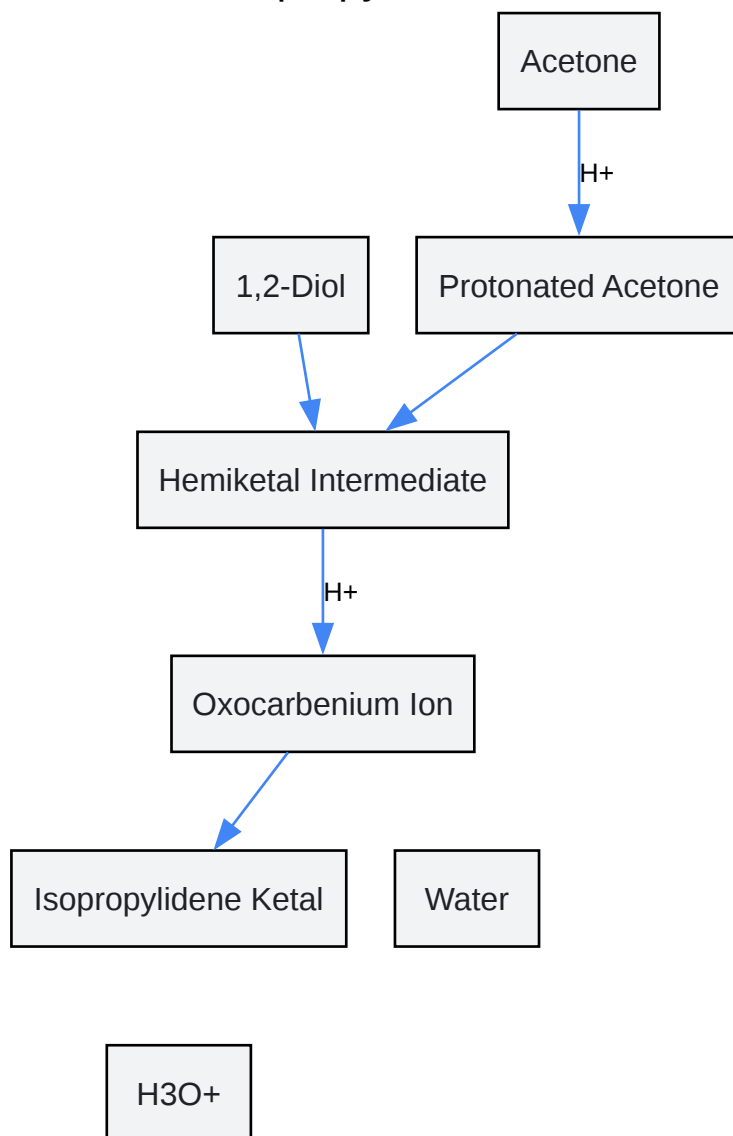 Acetone
H+
1,2-Diol
Protonated Acetone
Hemiketal Intermediate
H+
Oxocarbenium Ion
Isopropylidene Ketal
Water
H3O+